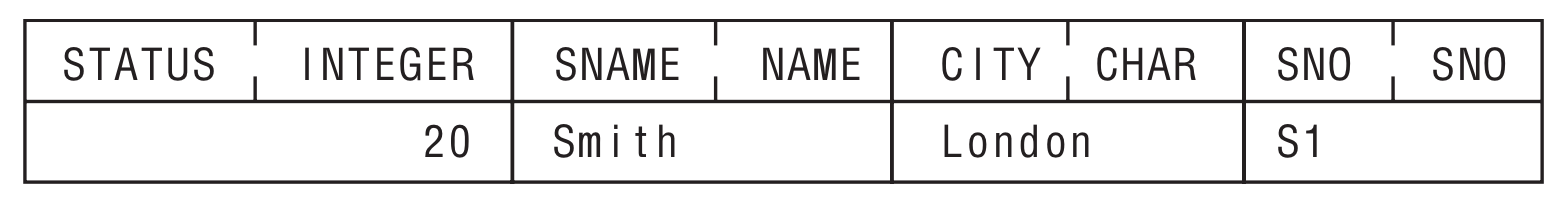 STATUS INTEGER SNAME NAME CITY CHAR SNO SNO
20 Smith London S1